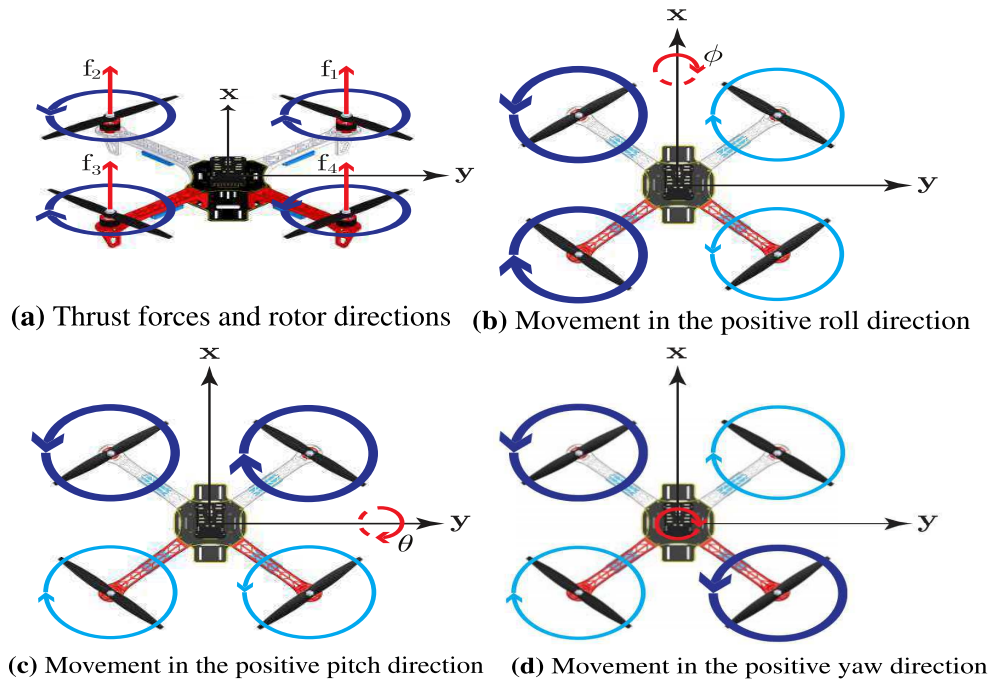 f₂
f₁
x
f₃
f₄
y
(a) Thrust forces and rotor directions
x
ϕ
y
(b) Movement in the positive roll direction
x
y
θ
(c) Movement in the positive pitch direction
x
y
(d) Movement in the positive yaw direction